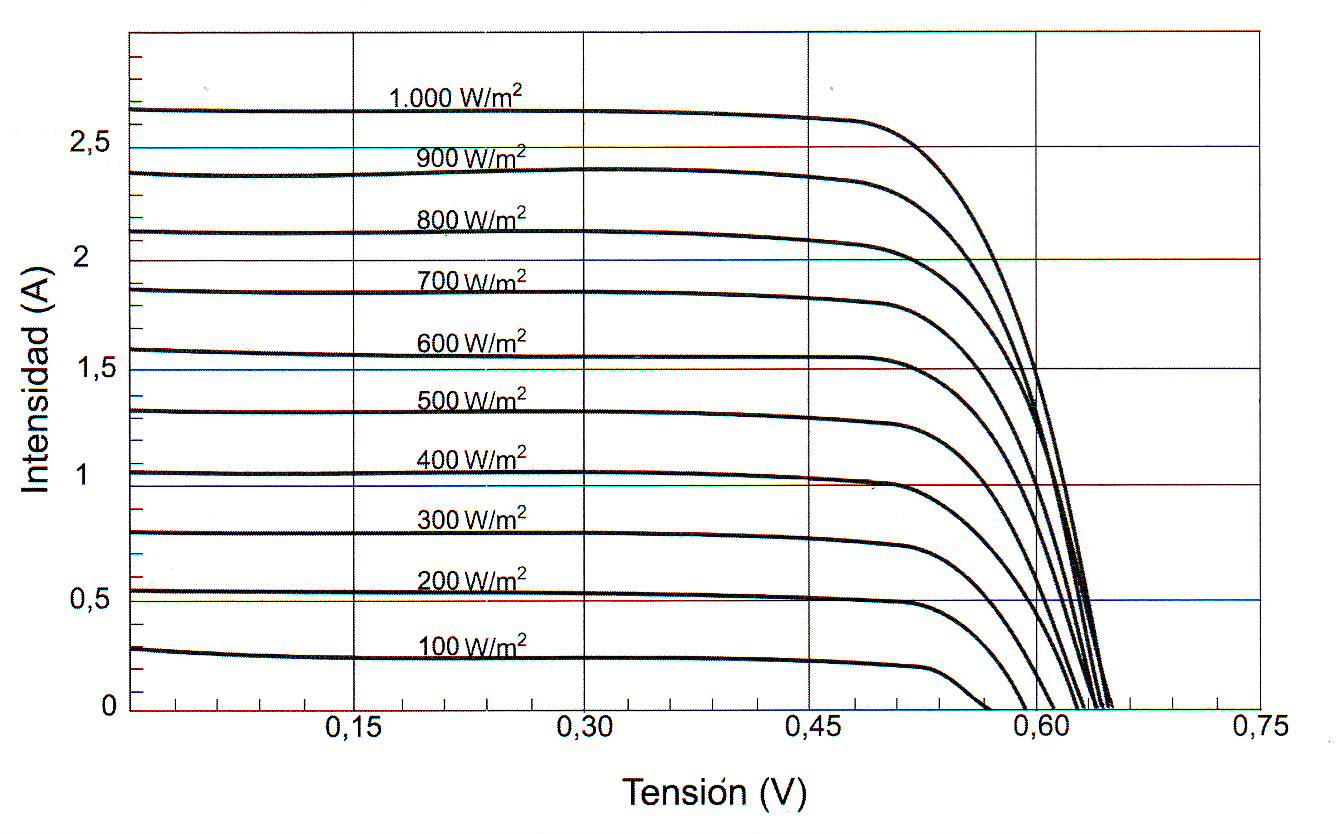 1.000 W/m²
2,5
900 W/m²
800 W/m²
2
700 W/m²
600 W/m²
1,5
500 W/m²
400 W/m²
1
300 W/m²
200 W/m²
0,5
100 W/m²
0
0,15
0,30
0,45
0,60
0,75
Intensidad (A)
Tensión (V)